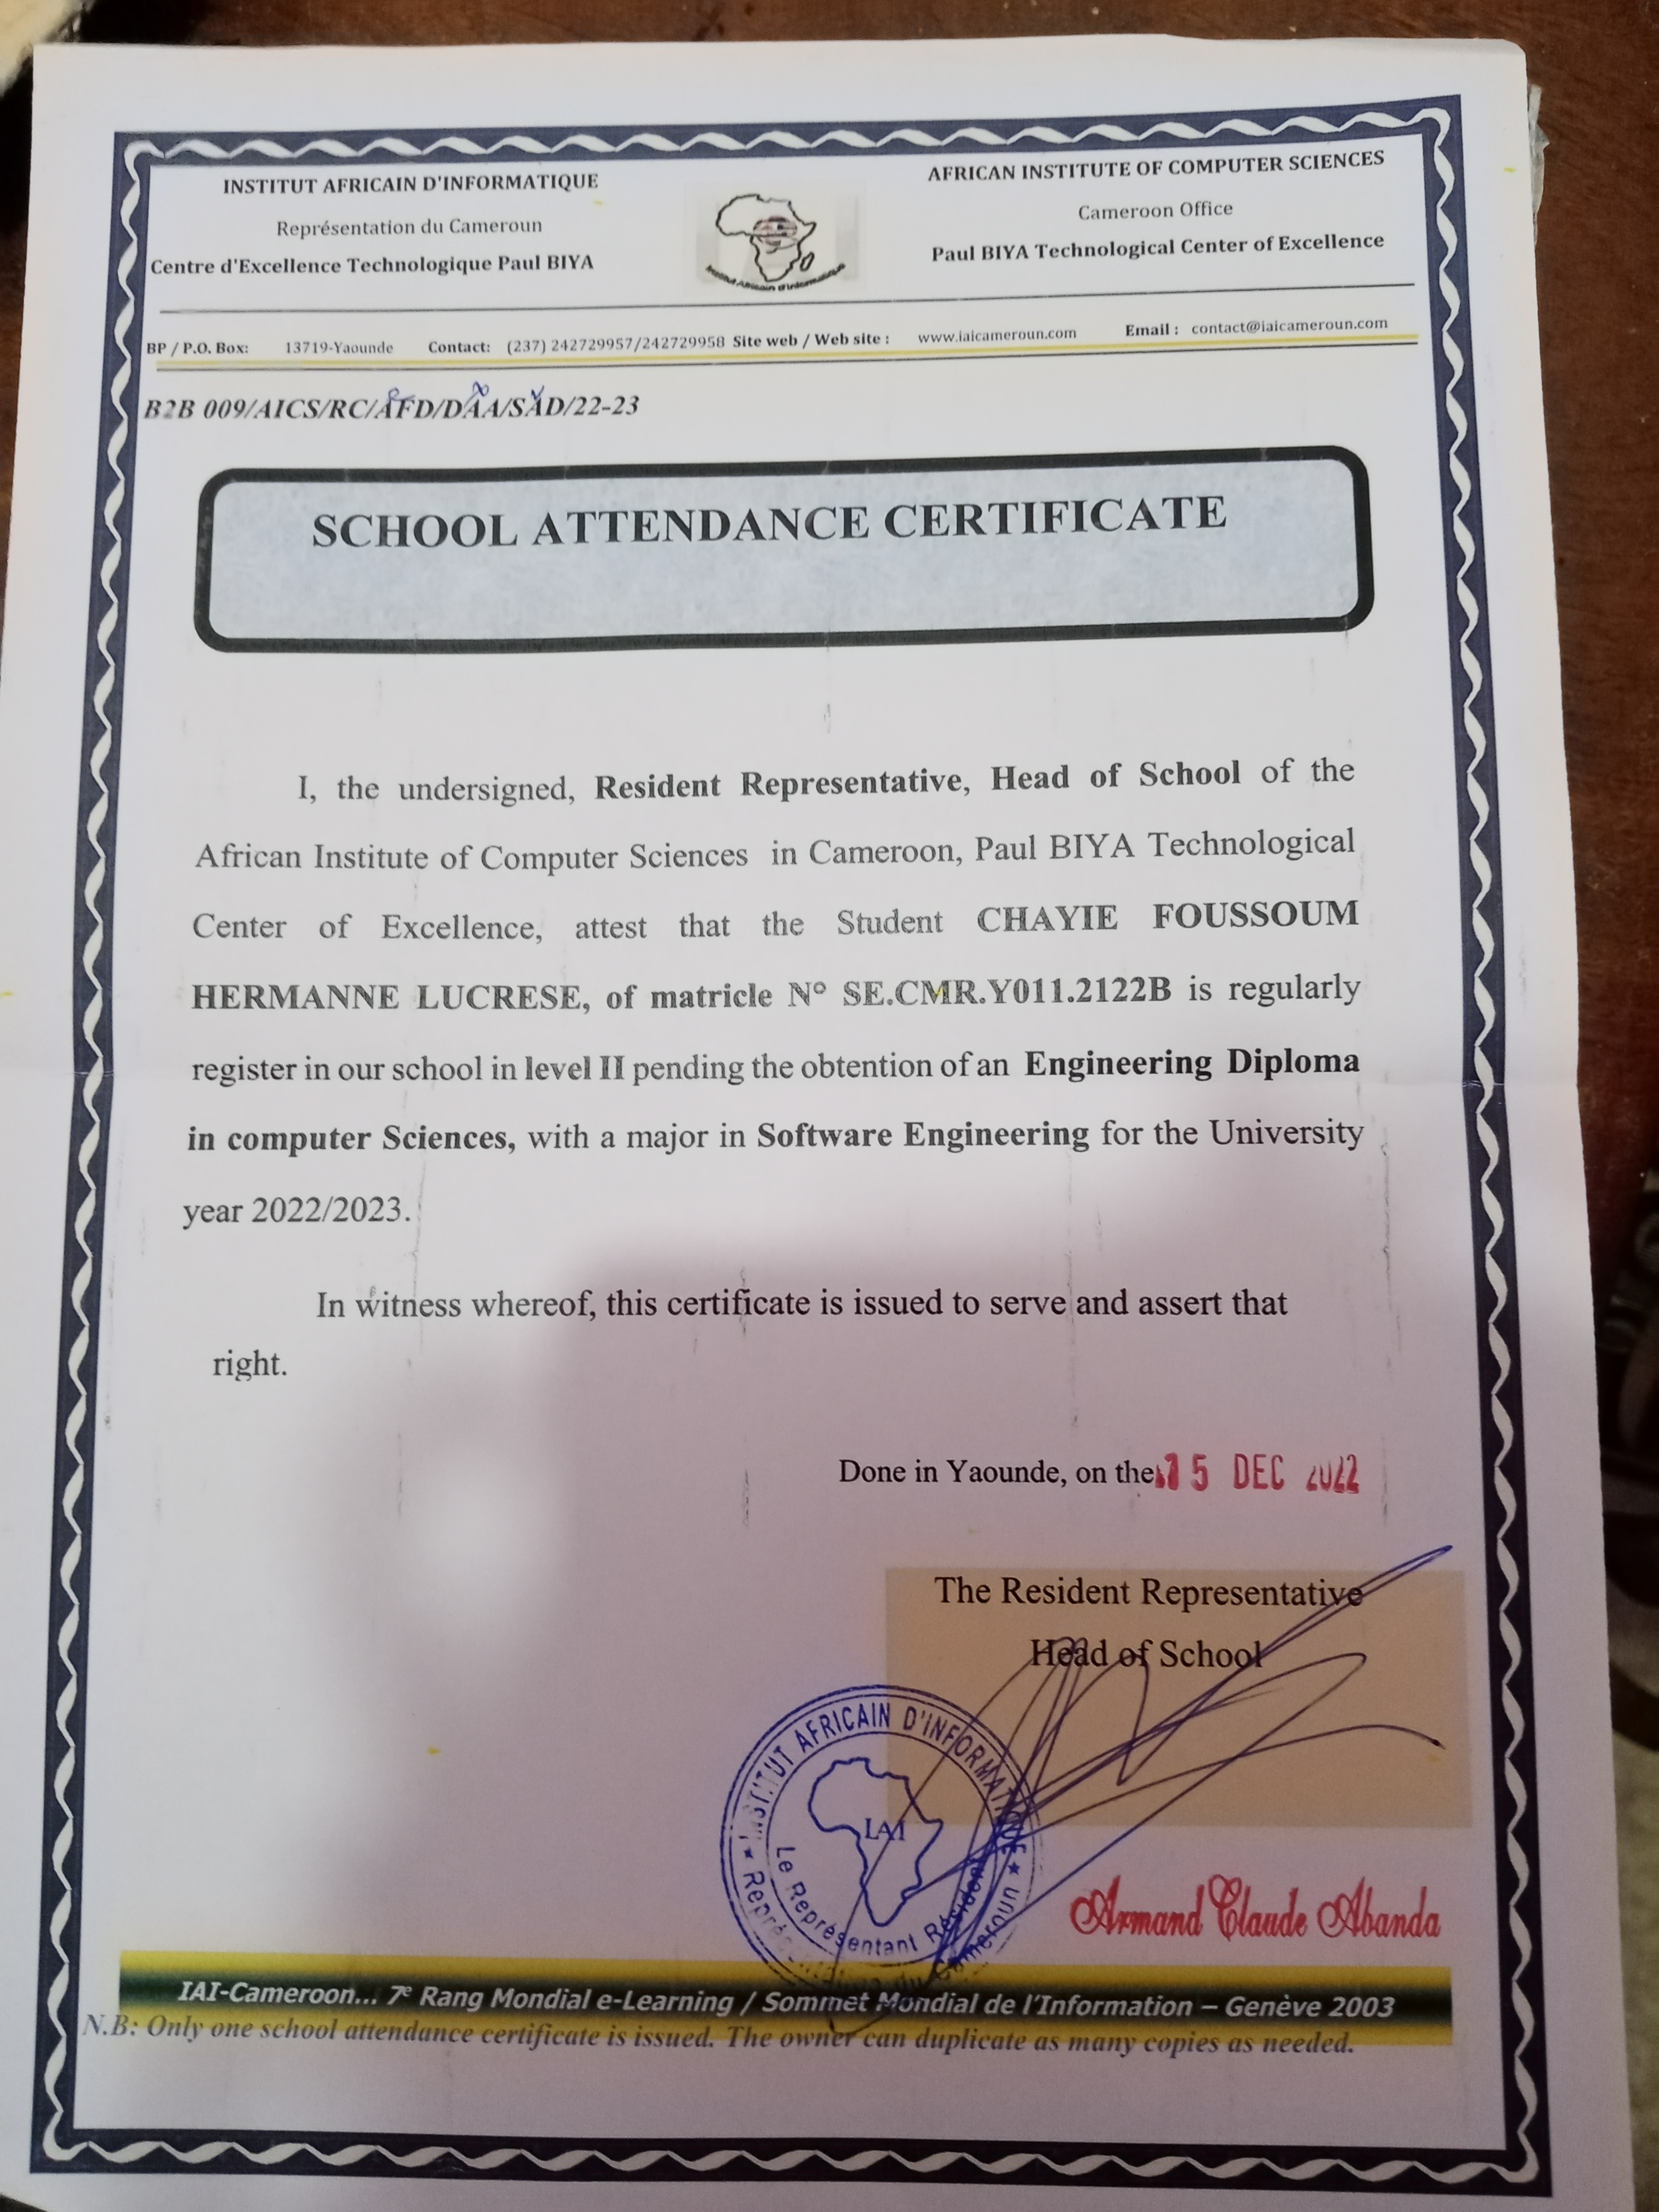 INSTITUT AFRICAIN D'INFORMATIQUE
Représentation du Cameroun
Centre d'Excellence Technologique Paul BIYA
Institut Africain d'Informatique
AFRICAN INSTITUTE OF COMPUTER SCIENCES
Cameroon Office
Paul BIYA Technological Center of Excellence
BP / P.O. Box: 13719-Yaounde Contact: (237) 242729957/242729958 Site web / Web site : www.iaicameroun.com Email : contact@iaicameroun.com
B2B 009/AICS/RC/AFD/DAA/SAD/22-23
SCHOOL ATTENDANCE CERTIFICATE
I, the undersigned, Resident Representative, Head of School of the
African Institute of Computer Sciences in Cameroon, Paul BIYA Technological
Center of Excellence, attest that the Student CHAYIE FOUSSOUM
HERMANNE LUCRESE, of matricle N° SE.CMR.Y011.2122B is regularly
register in our school in level II pending the obtention of an Engineering Diploma
in computer Sciences, with a major in Software Engineering for the University
year 2022/2023.
In witness whereof, this certificate is issued to serve and assert that
right.
Done in Yaounde, on the 15 DEC 2022
The Resident Representative
Head of School
INSTITUT AFRICAIN D'INFORMATIQUE
Représentation du Cameroun
Le Représentant Résident
IAI
Armand Claude Abanda
IAI-Cameroon... 7e Rang Mondial e-Learning / Sommet Mondial de l'Information – Genève 2003
N.B: Only one school attendance certificate is issued. The owner can duplicate as many copies as needed.